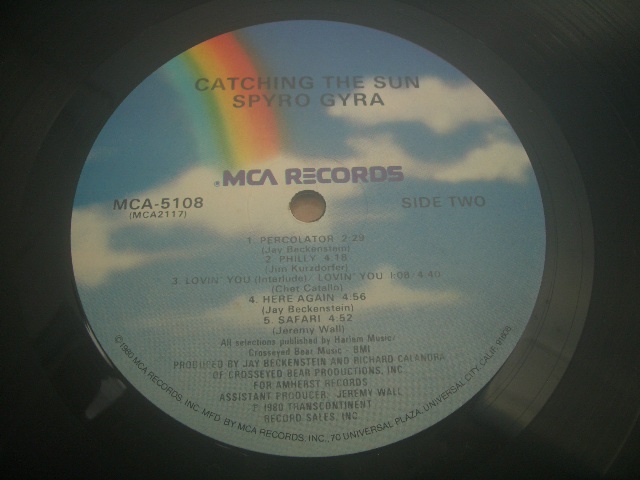 CATCHING THE SUN
SPYRO GYRA
MCA RECORDS
MCA-5108
(MCA2117)
SIDE TWO
1. PERCOLATOR 2:29
(Jay Beckenstein)
2. PHILLY 4:18
(Jim Kurzdorfer)
3. LOVIN' YOU (Interlude)/ LOVIN' YOU 1:08/4:40
(Chet Catallo)
4. HERE AGAIN 4:56
(Jay Beckenstein)
5. SAFARI 4:52
(Jeremy Wall)
All selections published by Harlem Music/
Crosseyed Bear Music - BMI
PRODUCED BY JAY BECKENSTEIN AND RICHARD CALANDRA
OF CROSSEYED BEAR PRODUCTIONS, INC.
FOR AMHERST RECORDS
ASSISTANT PRODUCER: JEREMY WALL
℗ 1980 TRANSCONTINENT
RECORD SALES, INC.
©1980 MCA RECORDS, INC. MFG. BY MCA RECORDS, INC., 70 UNIVERSAL PLAZA, UNIVERSAL CITY, CALIF. 91608